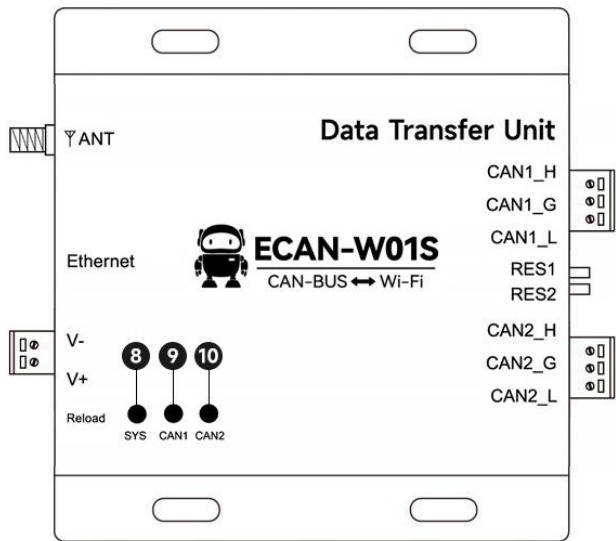 ANT
Data Transfer Unit
CAN1_H
CAN1_G
CAN1_L
Ethernet
ECAN-W01S
CAN-BUS ↔ Wi-Fi
RES1
RES2
V-
V+
Reload
8 9 10
SYS CAN1 CAN2
CAN2_H
CAN2_G
CAN2_L